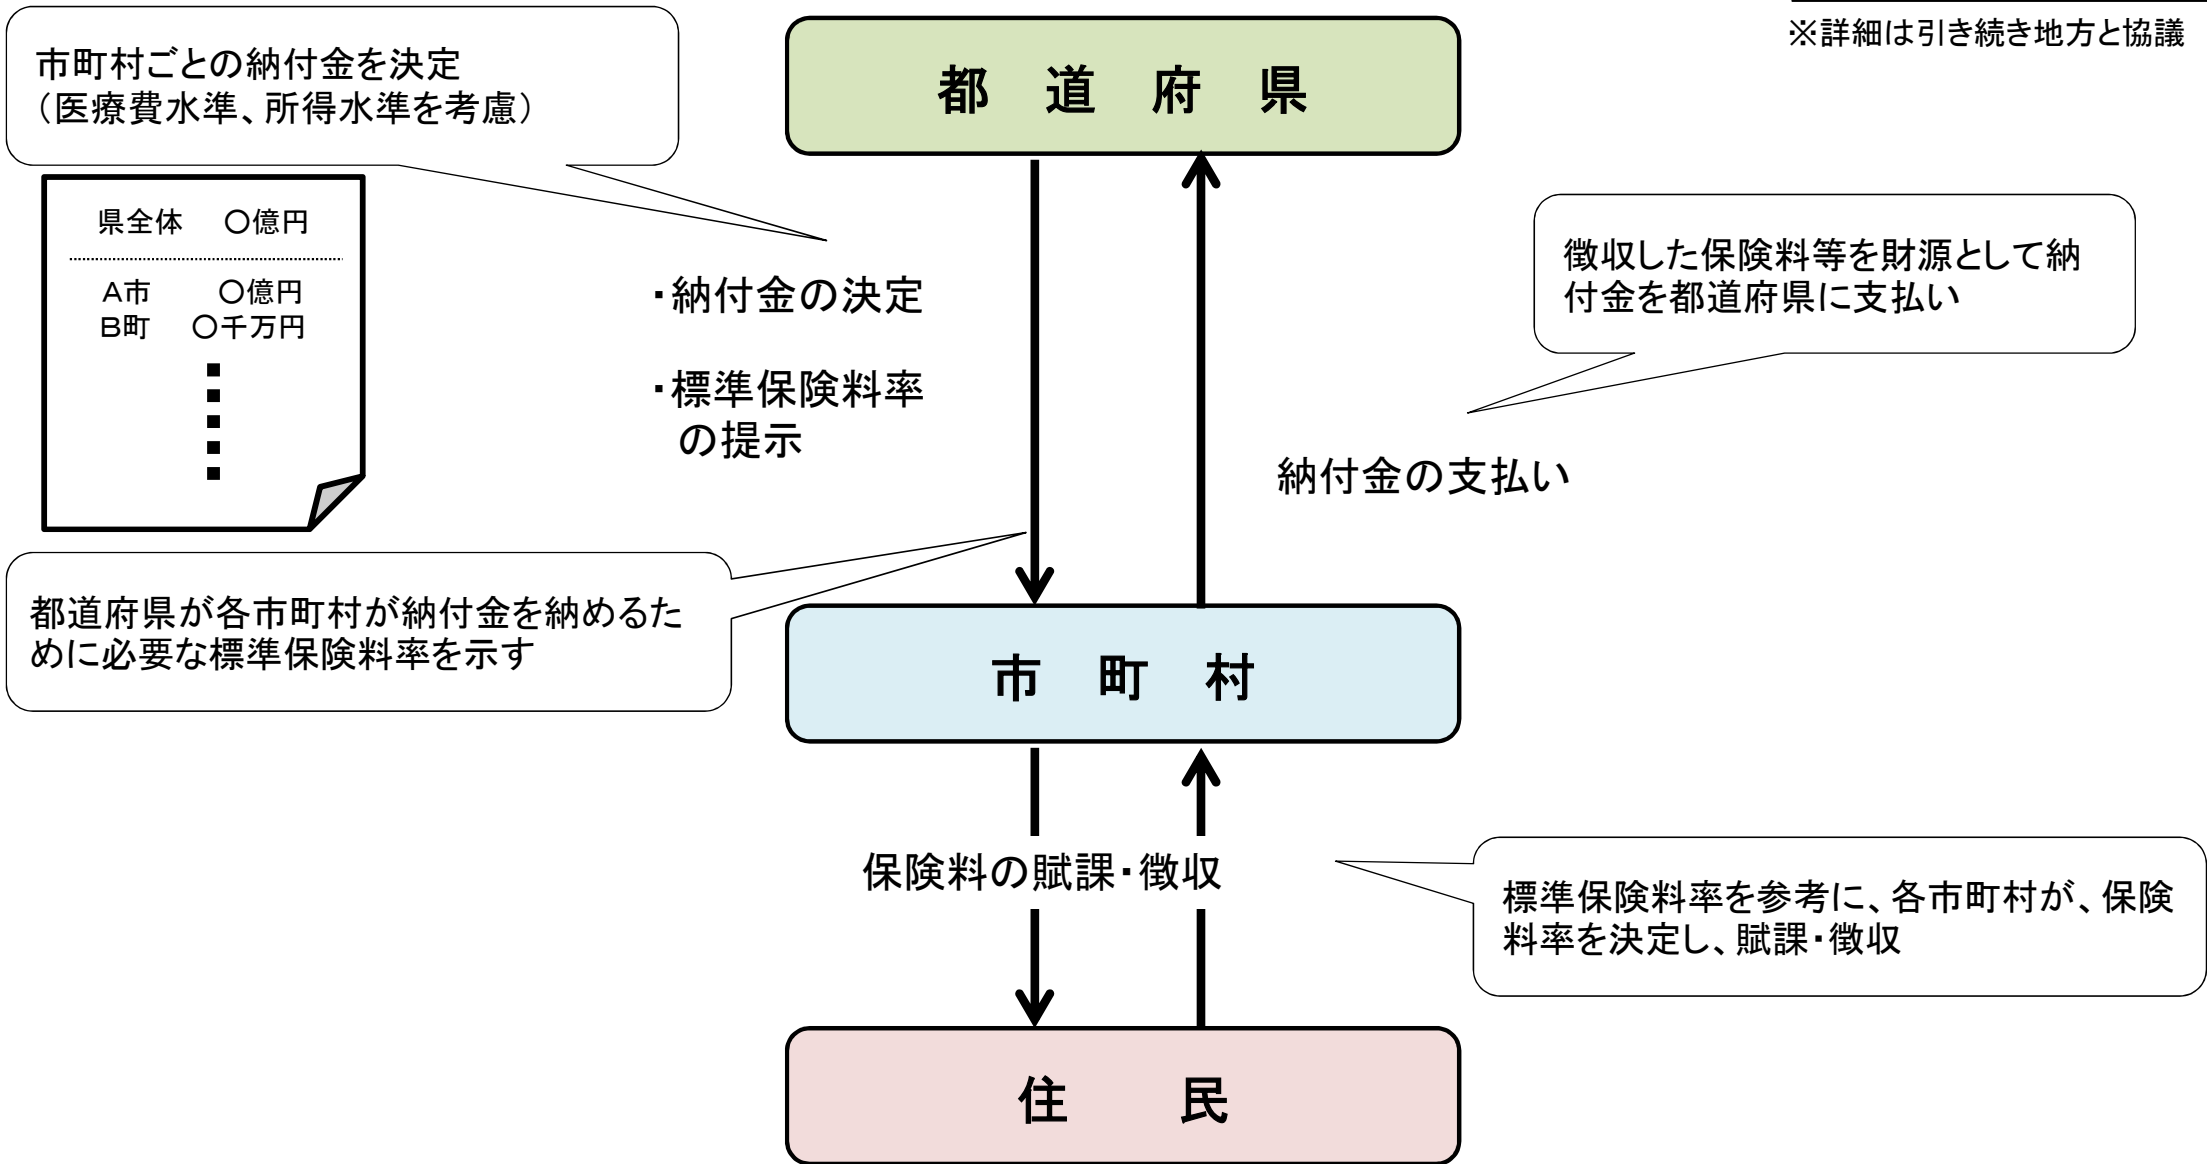 ※詳細は引き続き地方と協議
市町村ごとの納付金を決定
（医療費水準、所得水準を考慮）
都　道　府　県
県全体　〇億円
A市　　〇億円
B町　〇千万円
・納付金の決定
・標準保険料率
の提示
徴収した保険料等を財源として納
付金を都道府県に支払い
納付金の支払い
都道府県が各市町村が納付金を納めるた
めに必要な標準保険料率を示す
市　町　村
保険料の賦課・徴収
標準保険料率を参考に、各市町村が、保険
料率を決定し、賦課・徴収
住　　民